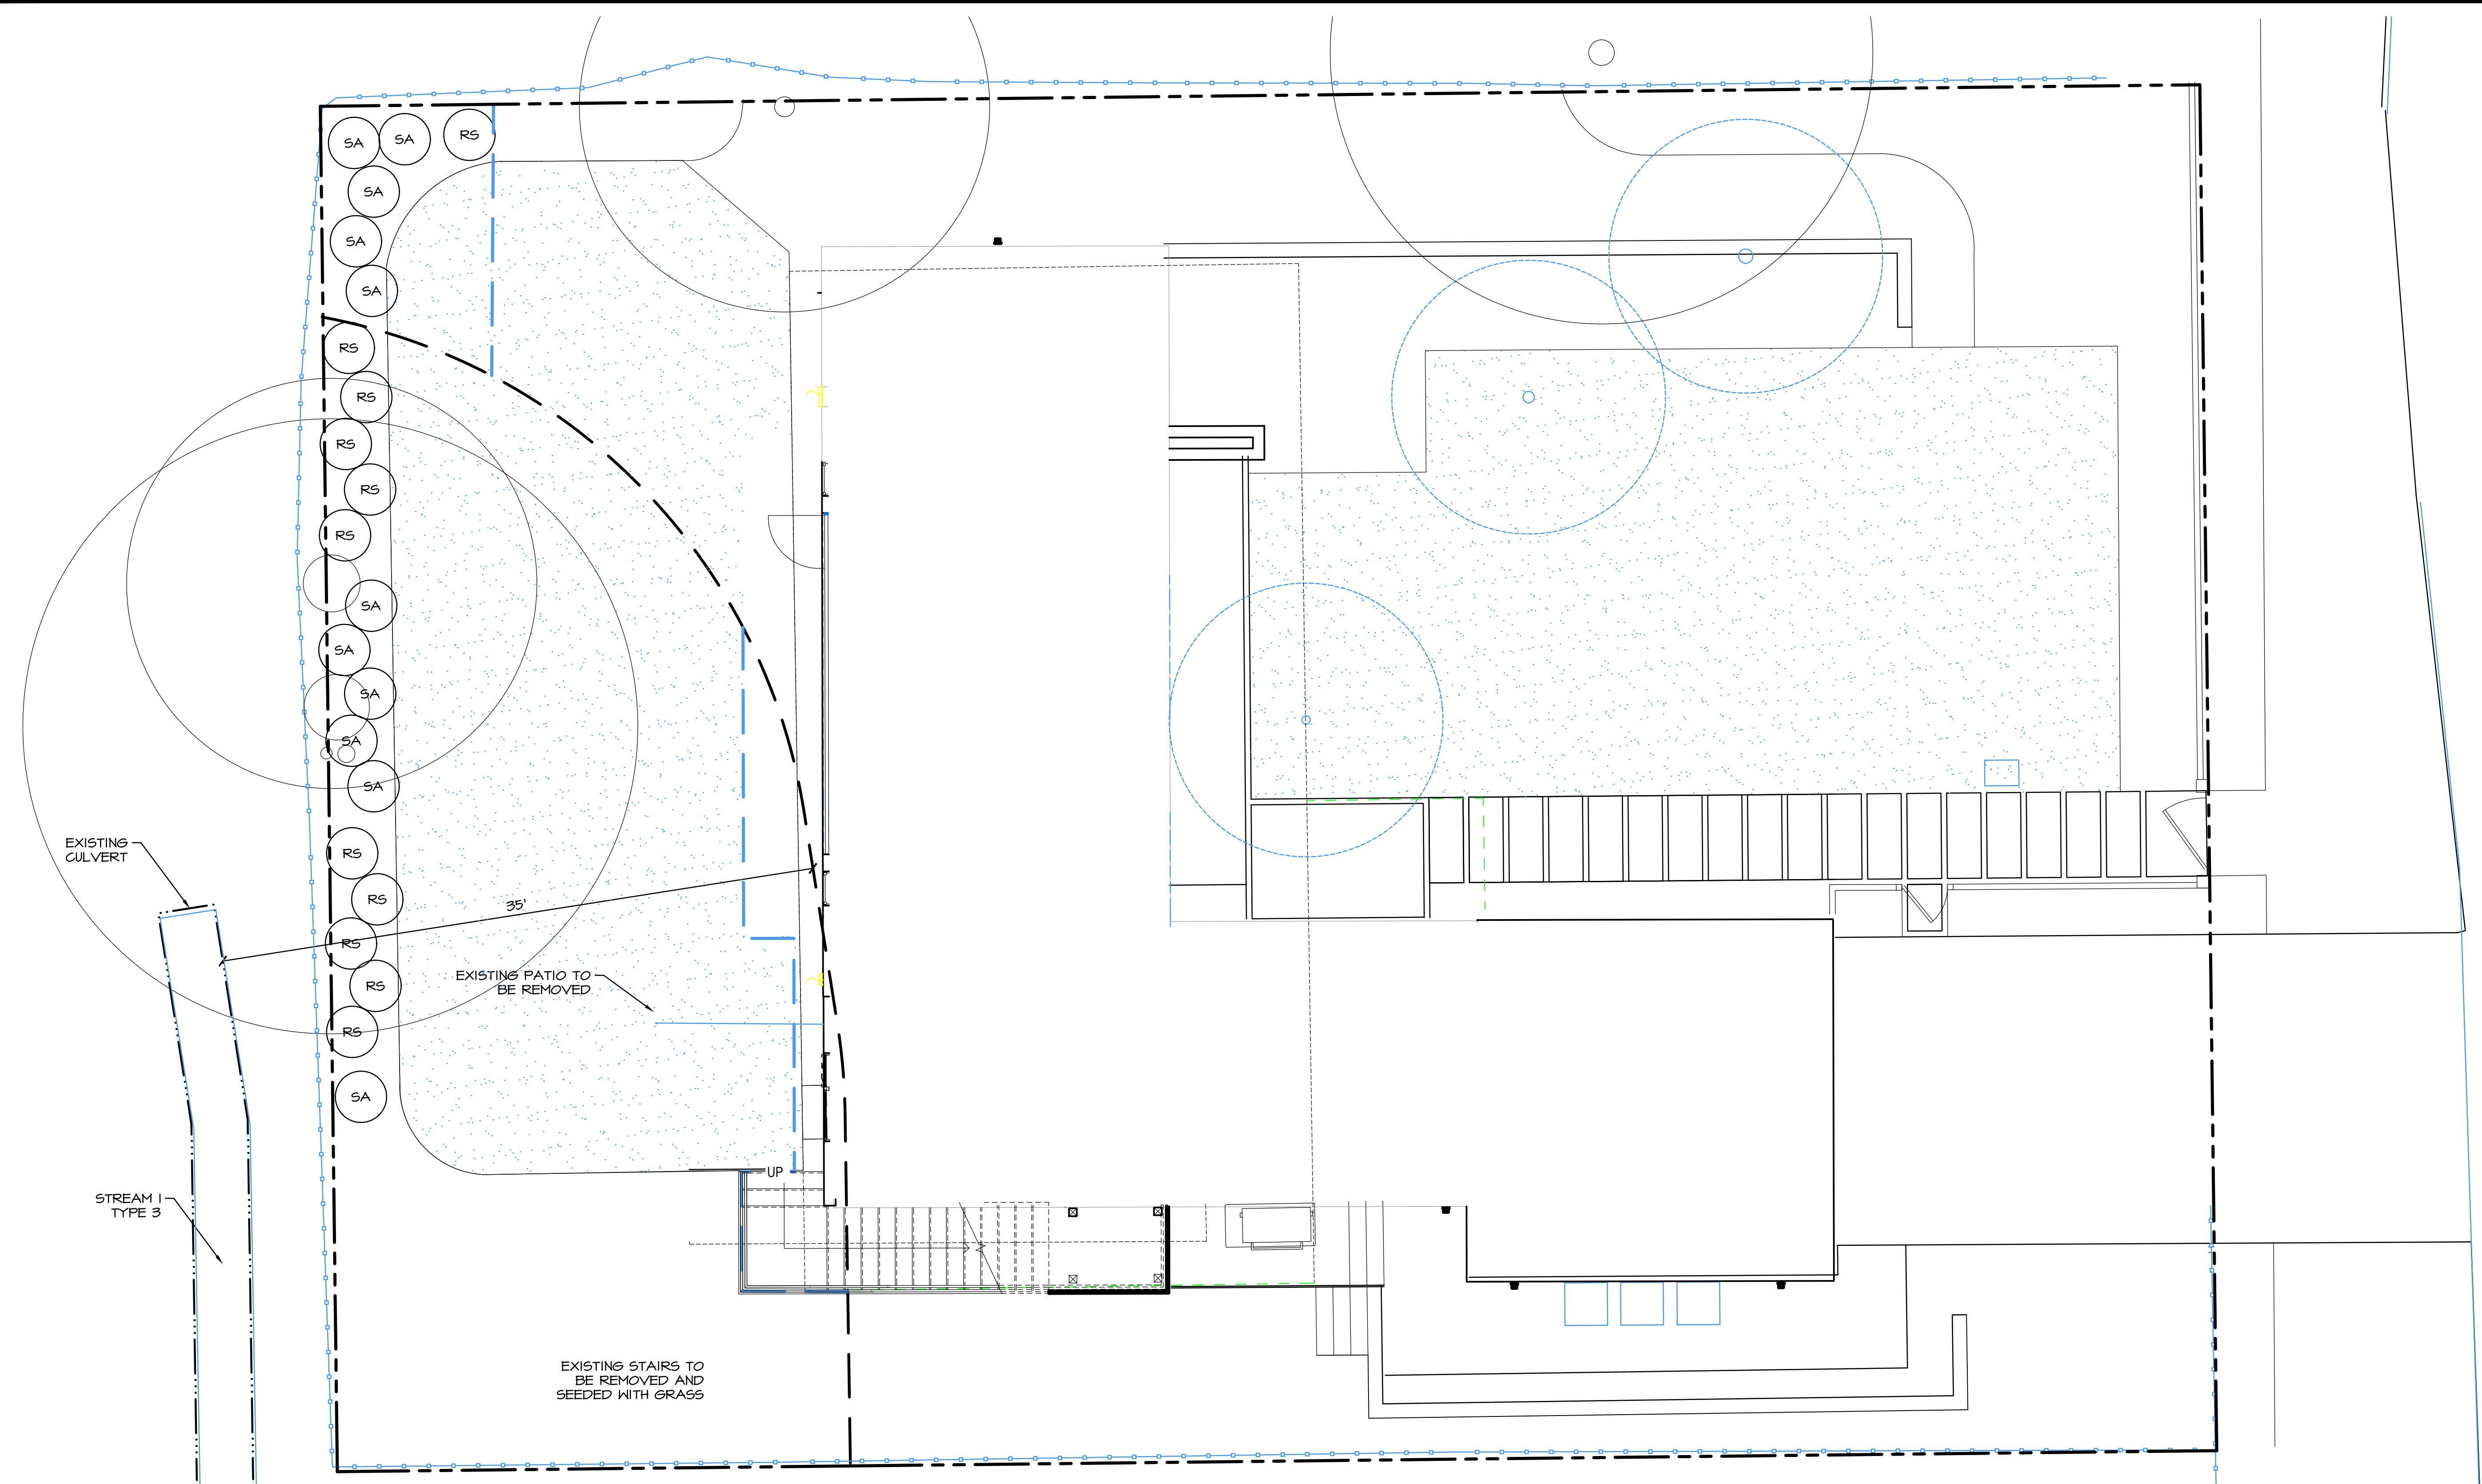 SA
SA
RS
SA
SA
SA
RS
RS
RS
RS
RS
SA
SA
SA
SA
SA
EXISTING
CULVERT
RS
RS
35'
RS
EXISTING PATIO TO
BE REMOVED
RS
RS
SA
UP
STREAM 1
TYPE 3
EXISTING STAIRS TO
BE REMOVED AND
SEEDED WITH GRASS